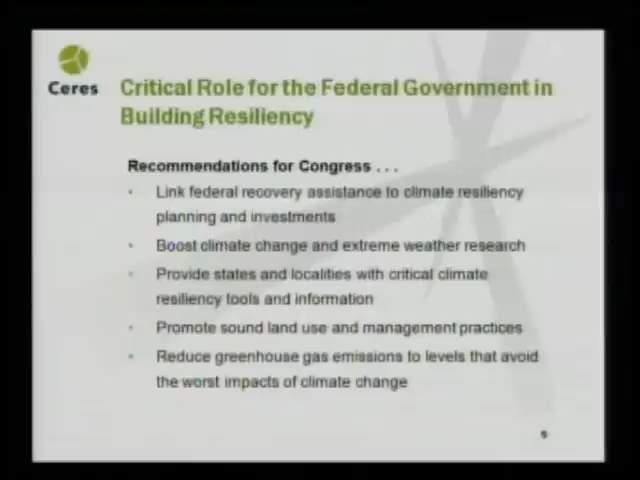 Ceres
Critical Role for the Federal Government in
Building Resiliency
Recommendations for Congress . . .
• Link federal recovery assistance to climate resiliency
planning and investments
• Boost climate change and extreme weather research
• Provide states and localities with critical climate
resiliency tools and information
• Promote sound land use and management practices
• Reduce greenhouse gas emissions to levels that avoid
the worst impacts of climate change
9